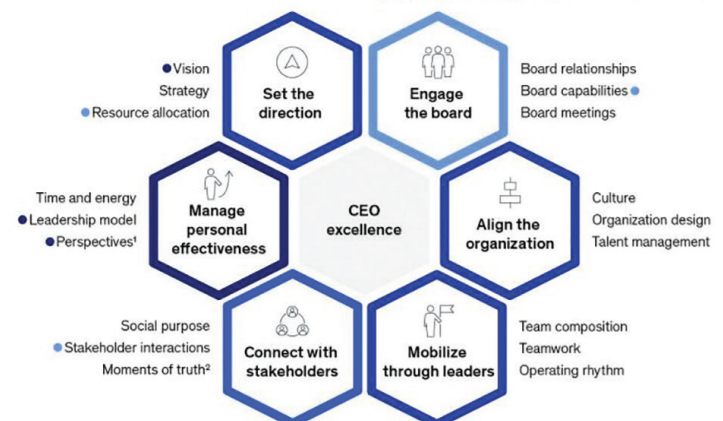 Vision
Strategy
Resource allocation
Set the
direction
Engage
the board
Board relationships
Board capabilities
Board meetings
Time and energy
Leadership model
Perspectives¹
Manage
personal
effectiveness
CEO
excellence
Align the
organization
Culture
Organization design
Talent management
Social purpose
Stakeholder interactions
Moments of truth²
Connect with
stakeholders
Mobilize
through leaders
Team composition
Teamwork
Operating rhythm